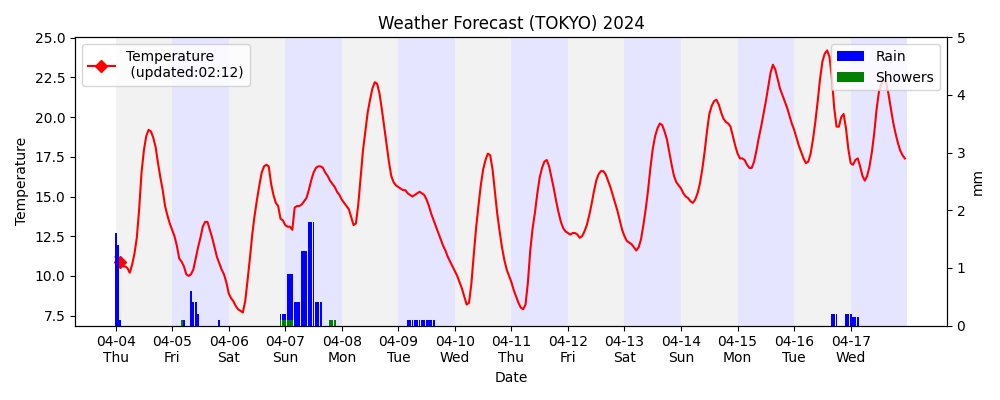 Weather Forecast (TOKYO) 2024
Temperature
(updated:02:12)
Rain
Showers
Temperature
25.0
22.5
20.0
17.5
15.0
12.5
10.0
7.5
5
4
3
2
1
0
mm
04-04 04-05 04-06 04-07 04-08 04-09 04-10 04-11 04-12 04-13 04-14 04-15 04-16 04-17
Thu Fri Sat Sun Mon Tue Wed Thu Fri Sat Sun Mon Tue Wed
Date